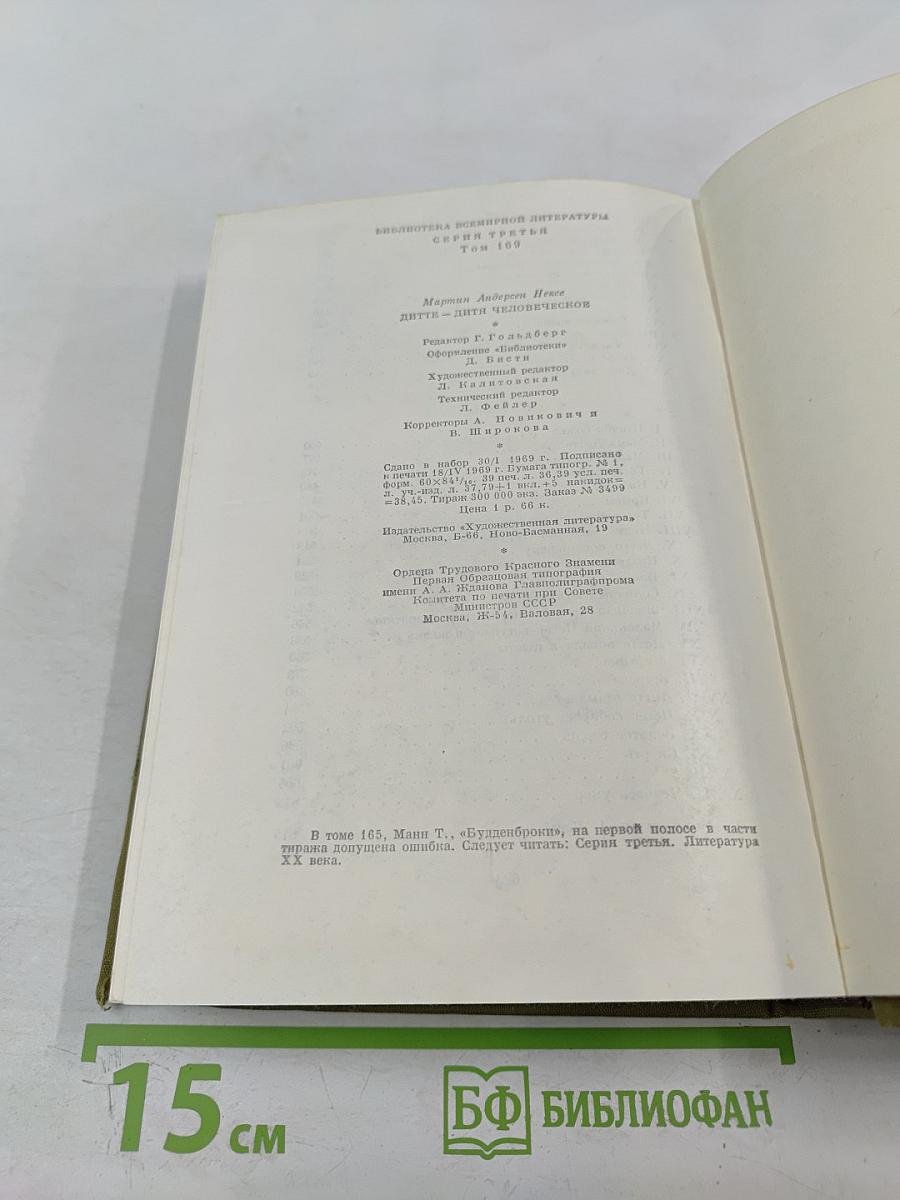 БИБЛИОТЕКА ВСЕМИРНОЙ ЛИТЕРАТУРЫ
СЕРИЯ ТРЕТЬЯ
Том 169
Мартин Андерсен Нексе
ДИТТЕ — ДИТЯ ЧЕЛОВЕЧЕСКОЕ
*
Редактор Г. Гольдберг
Оформление «Библиотеки»
Д. Бисти
Художественный редактор
Л. Калитовская
Технический редактор
Л. Фейлер
Корректоры А. Новикович и
В. Широкова
*
Сдано в набор 30/I 1969 г. Подписано
к печати 18/IV 1969 г. Бумага типогр. № 1,
форм. 60×84¹/₁₆. 39 печ. л. 36,39 усл. печ.
л. уч.-изд. л. 37,79+1 вкл.+5 накидок=
=38,45. Тираж 300 000 экз. Заказ № 3499
Цена 1 р. 66 к.
Издательство «Художественная литература»
Москва, Б-66, Ново-Басманная, 19
*
Ордена Трудового Красного Знамени
Первая Образцовая типография
имени А. А. Жданова Главполиграфпрома
Комитета по печати при Совете
Министров СССР
Москва, Ж-54, Валовая, 28
В томе 165, Манн Т., «Будденброки», на первой полосе в части
тиража допущена ошибка. Следует читать: Серия третья. Литература
XX века.
15 см
БФ БИБЛИОФАН